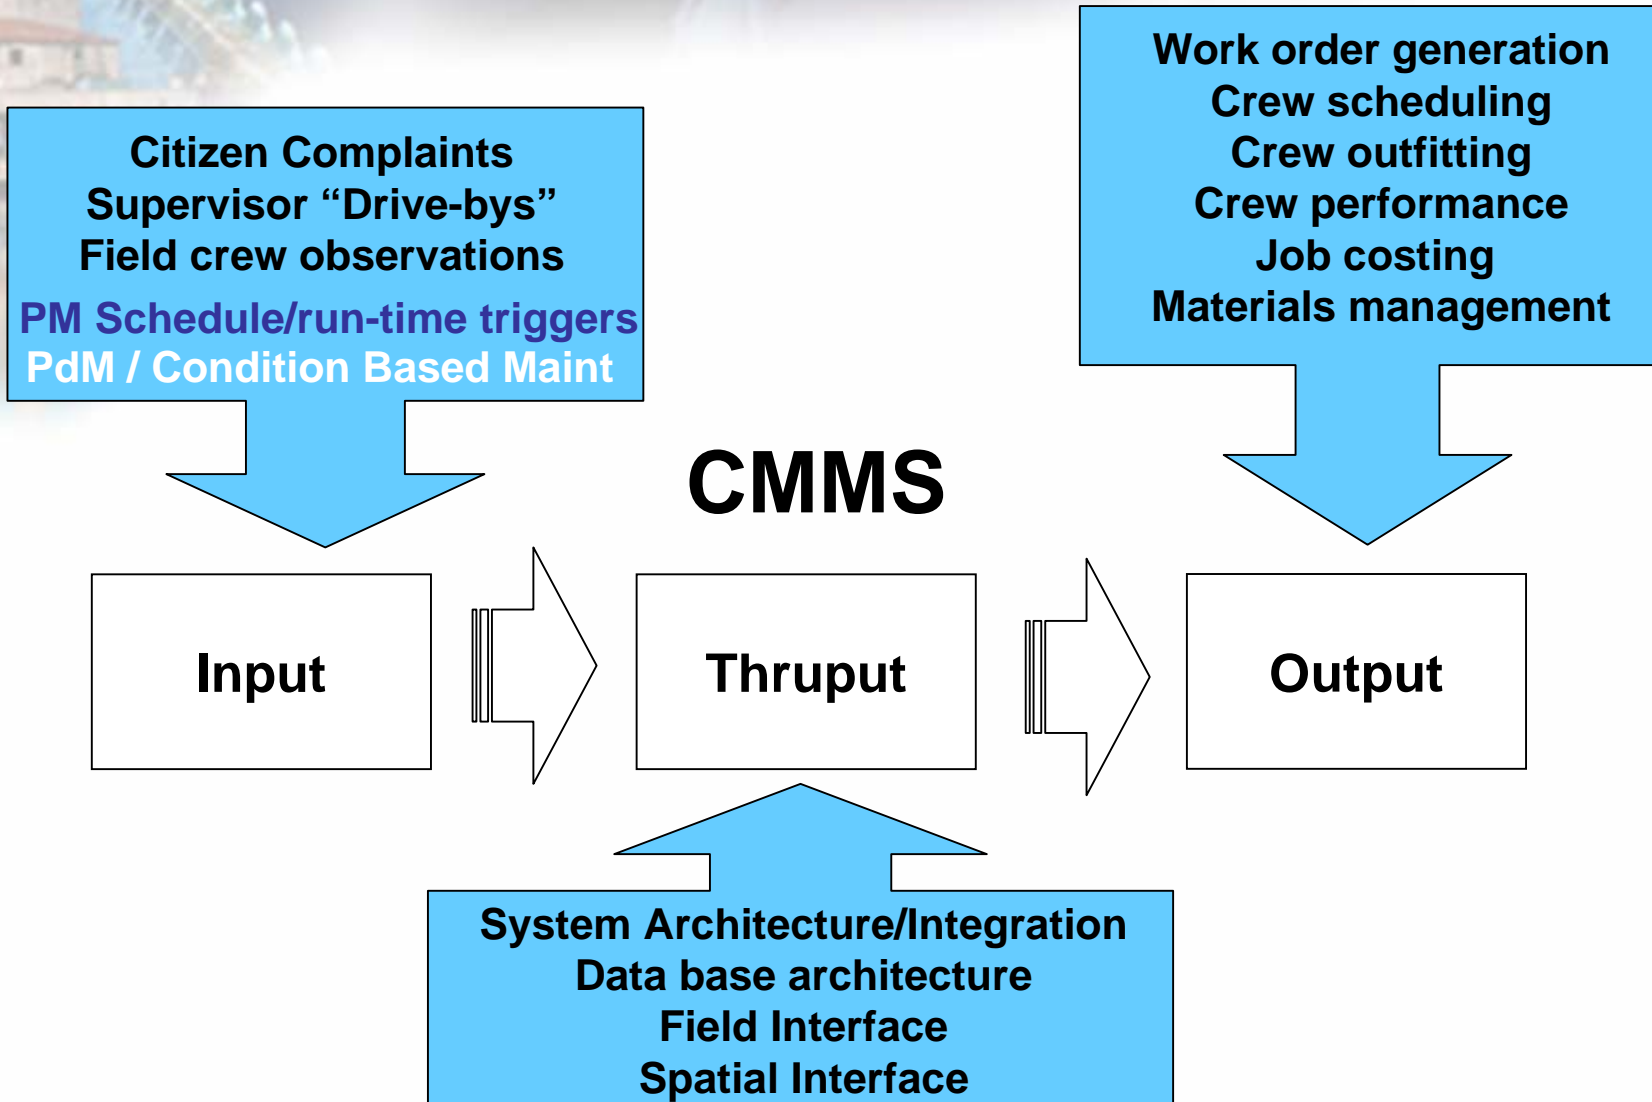 Citizen Complaints
Supervisor “Drive-bys”
Field crew observations
PM Schedule/run-time triggers
PdM / Condition Based Maint
Work order generation
Crew scheduling
Crew outfitting
Crew performance
Job costing
Materials management
CMMS
Input
Thruput
Output
System Architecture/Integration
Data base architecture
Field Interface
Spatial Interface